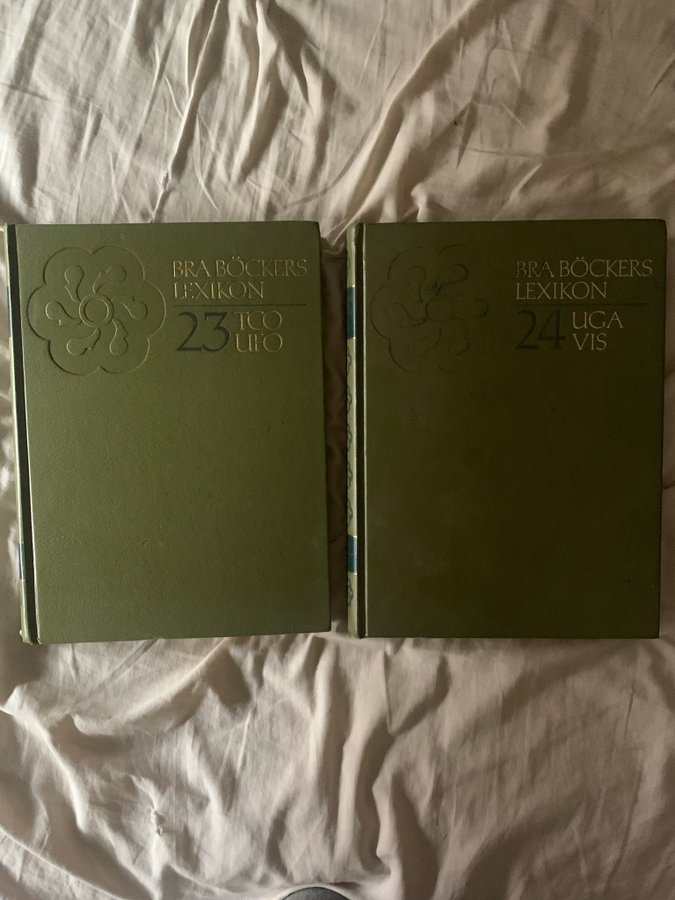 BRA BÖCKERS
LEXIKON
23 TCO
UFO
BRA BÖCKERS
LEXIKON
24 UGA
VIS